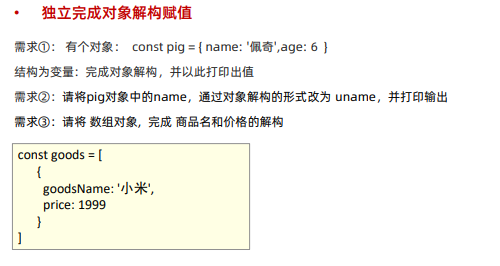 • 独立完成对象解构赋值
需求①： 有个对象： const pig = { name: '佩奇',age: 6 }
结构为变量：完成对象解构，并以此打印出值
需求②：请将pig对象中的name，通过对象解构的形式改为 uname，并打印输出
需求③：请将 数组对象, 完成 商品名和价格的解构
const goods = [
{
goodsName: '小米',
price: 1999
}
]